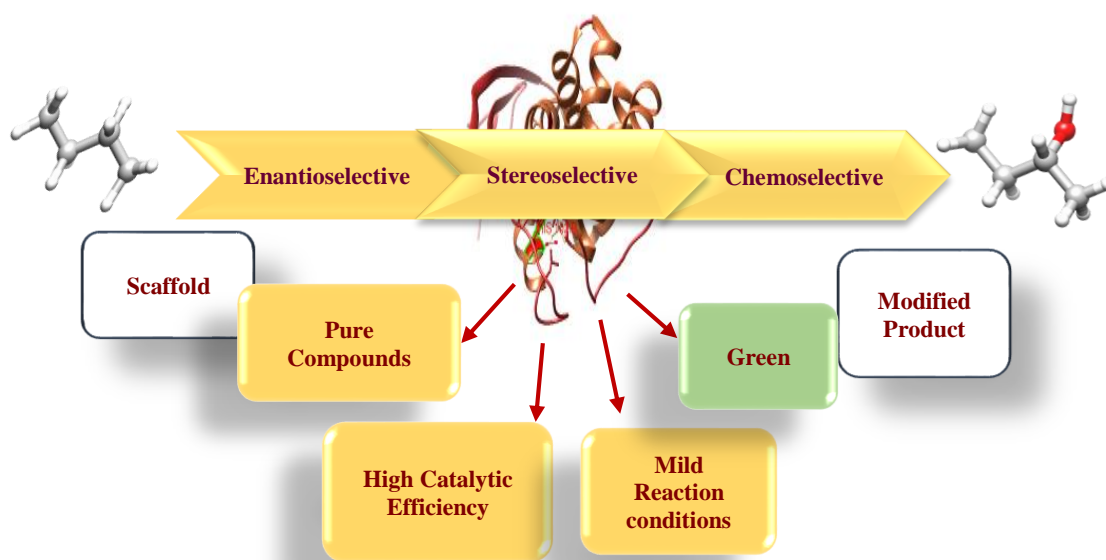 Enantioselective
Stereoselective
Chemoselective
Scaffold
Pure
Compounds
Green
Modified
Product
High Catalytic
Efficiency
Mild
Reaction
conditions